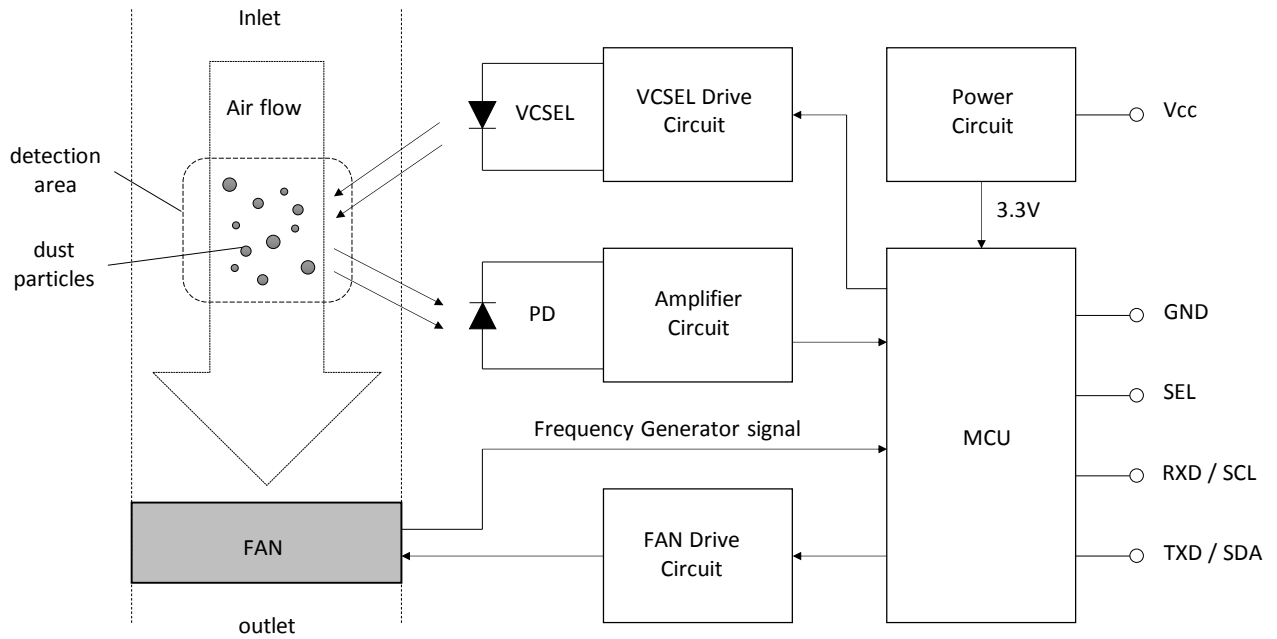 Inlet
Air flow
detection
area
dust
particles
FAN
outlet
VCSEL
VCSEL Drive
Circuit
Power
Circuit
Vcc
3.3V
PD
Amplifier
Circuit
MCU
GND
SEL
RXD / SCL
TXD / SDA
Frequency Generator signal
FAN Drive
Circuit